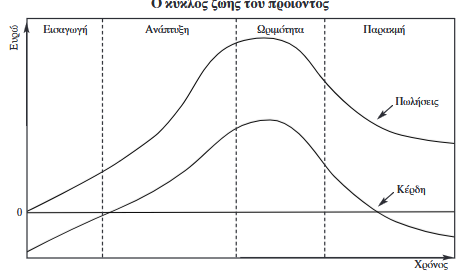 Ο κύκλος ζωής του προϊόντος
Ευρώ
Εισαγωγή Ανάπτυξη Ωριμότητα Παρακμή
Πωλήσεις
Κέρδη
0
Χρόνος